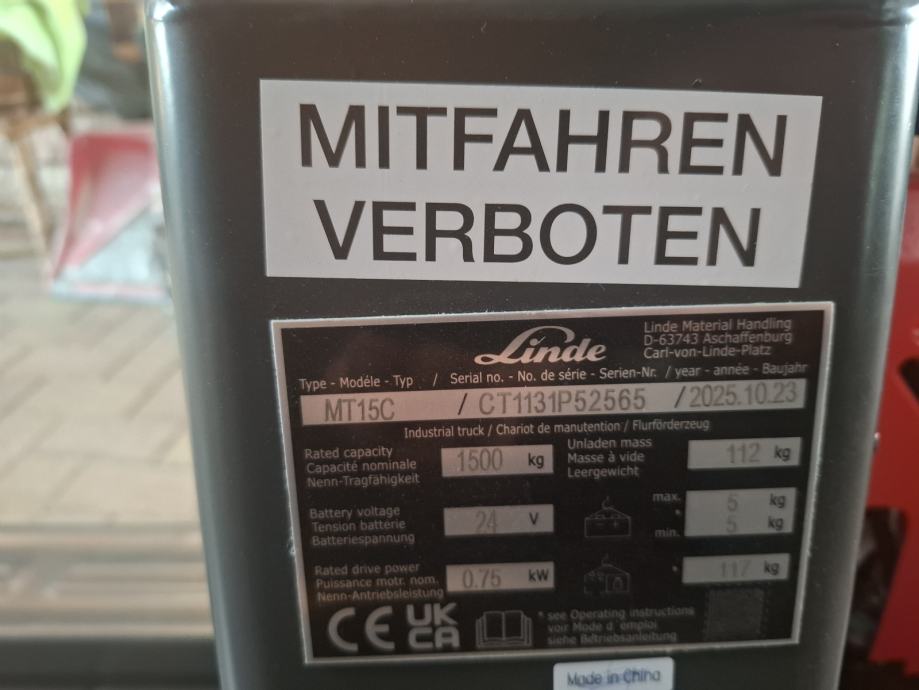 MITFAHREN
VERBOTEN
Linde
Linde Material Handling
D-63743 Aschaffenburg
Carl-von-Linde-Platz
Type - Modéle - Typ / Serial no. - No. de série - Serien-Nr. / year - année - Baujahr
MT15C / CT1131P52565 / 2025.10.23
Industrial truck / Chariot de manutention / Flurförderzeug
Rated capacity
Capacité nominale
Nenn-Tragfähigkeit
1500 kg
Unladen mass
Masse à vide
Leergewicht
112 kg
Battery voltage
Tension batterie
Batteriespannung
24 V
max. 5 kg
*
min. 5 kg
Rated drive power
Puissance motr. nom.
Nenn-Antriebsleistung
0.75 kW
* 117 kg
CE UK
CA
* see Operating instructions
voir Mode d´emploi
siehe Betriebsanleitung
Made in China